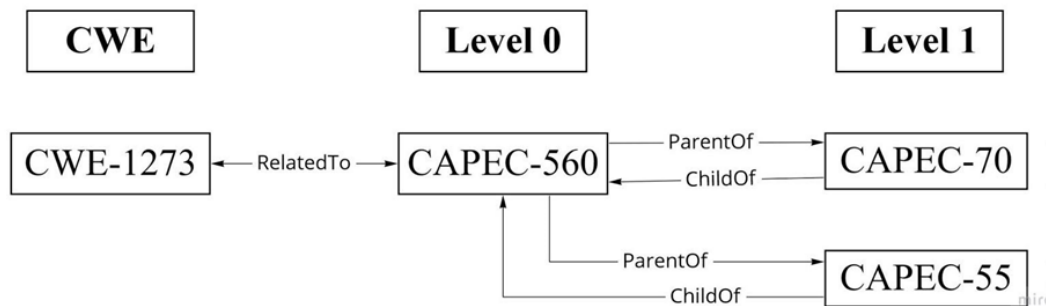 CWE Level 0 Level 1
ParentOf
CWE-1273 RelatedTo CAPEC-560 CAPEC-70
ChildOf
ParentOf
CAPEC-55
ChildOf